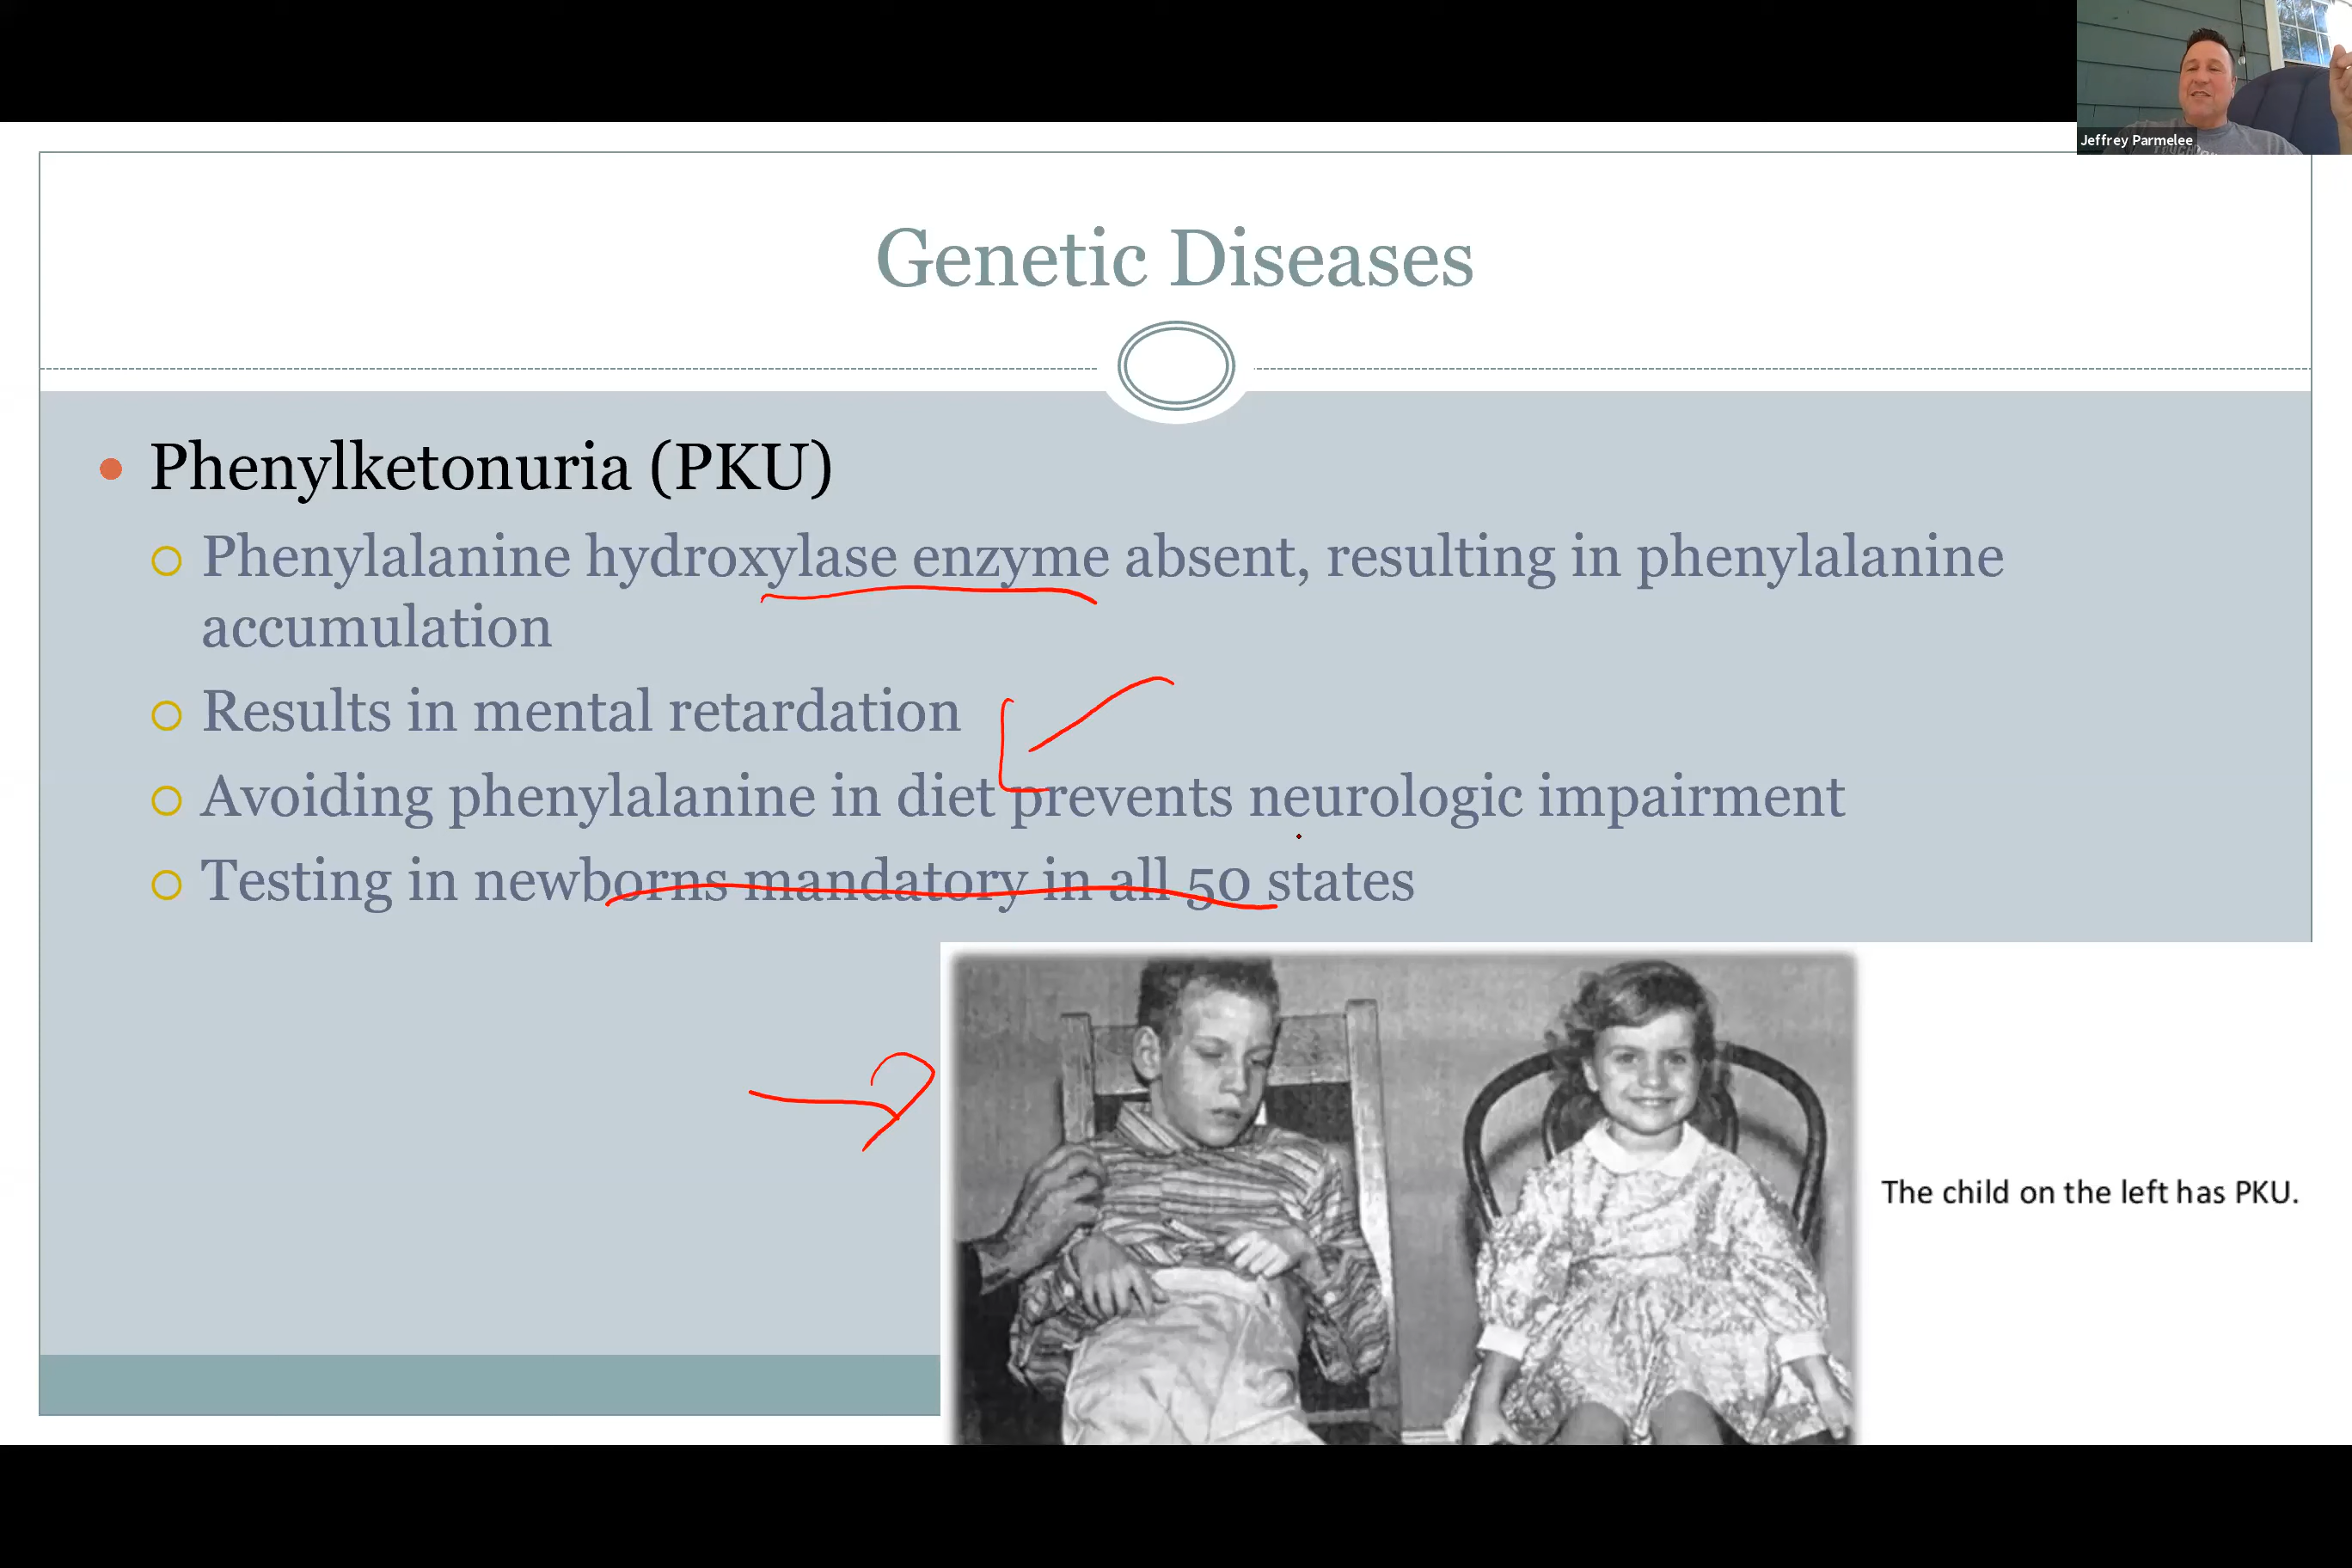 Jeffrey Parmelee
Genetic Diseases
Phenylketonuria (PKU)
Phenylalanine hydroxylase enzyme absent, resulting in phenylalanine
accumulation
Results in mental retardation
Avoiding phenylalanine in diet prevents neurologic impairment
Testing in newborns mandatory in all 50 states
The child on the left has PKU.